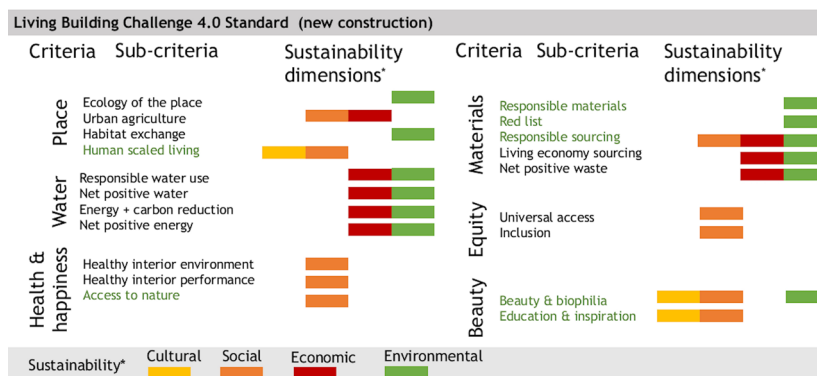 Living Building Challenge 4.0 Standard (new construction)
Criteria Sub-criteria Sustainability dimensions*
Place
Ecology of the place
Urban agriculture
Habitat exchange
Human scaled living
Water
Responsible water use
Net positive water
Energy + carbon reduction
Net positive energy
Health & happiness
Healthy interior environment
Healthy interior performance
Access to nature
Criteria Sub-criteria Sustainability dimensions*
Materials
Responsible materials
Red list
Responsible sourcing
Living economy sourcing
Net positive waste
Equity
Universal access
Inclusion
Beauty
Beauty & biophilia
Education & inspiration
Sustainability* Cultural Social Economic Environmental